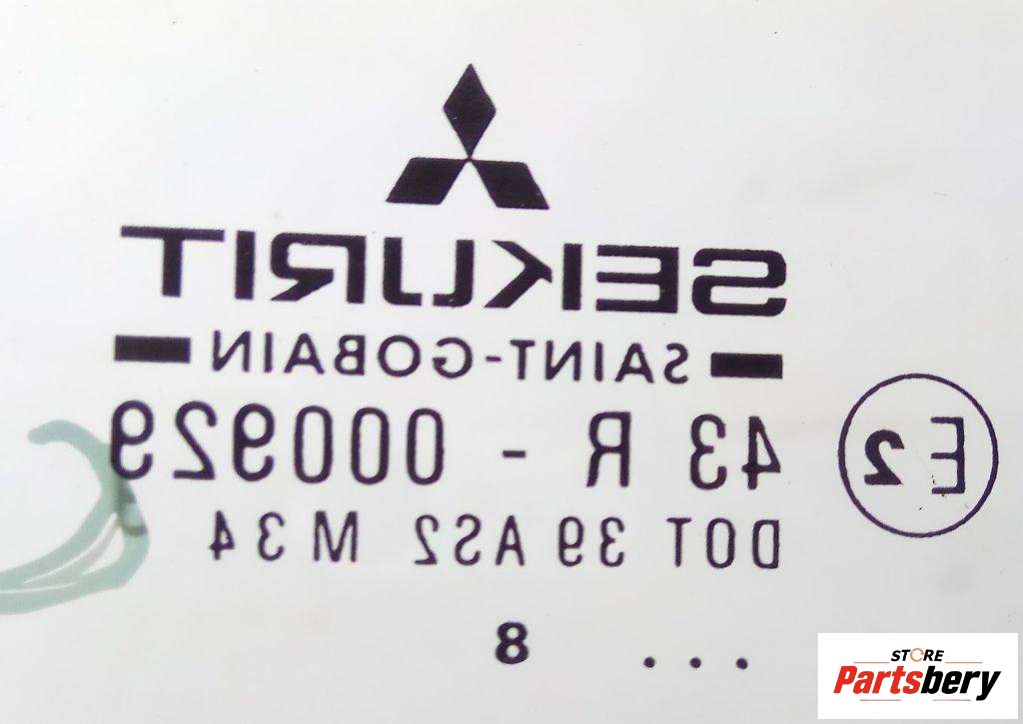 SEKURIT
SAINT-GOBAIN
E2
43 R - 000929
DOT 39 AS2 M34
... 8
STORE
Partsbery